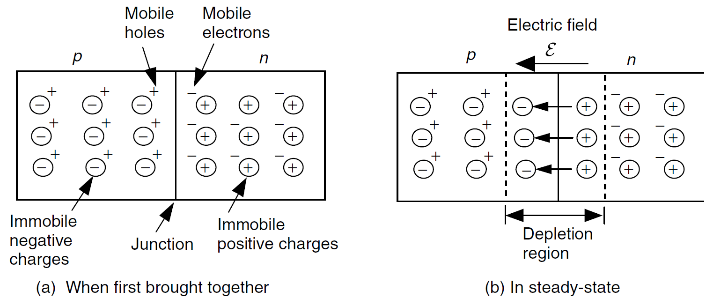 Mobile
holes
Mobile
electrons
p
n
+ + + − − −
− − − + + +
+ + + − − −
− − − + + +
+ + + − − −
− − − + + +
Immobile
negative
charges
Junction
Immobile
positive charges
(a) When first brought together
Electric field
ℰ
p
n
+ + − −
− − − + + +
+ + − −
− − − + + +
+ + − −
− − − + + +
Depletion
region
(b) In steady-state